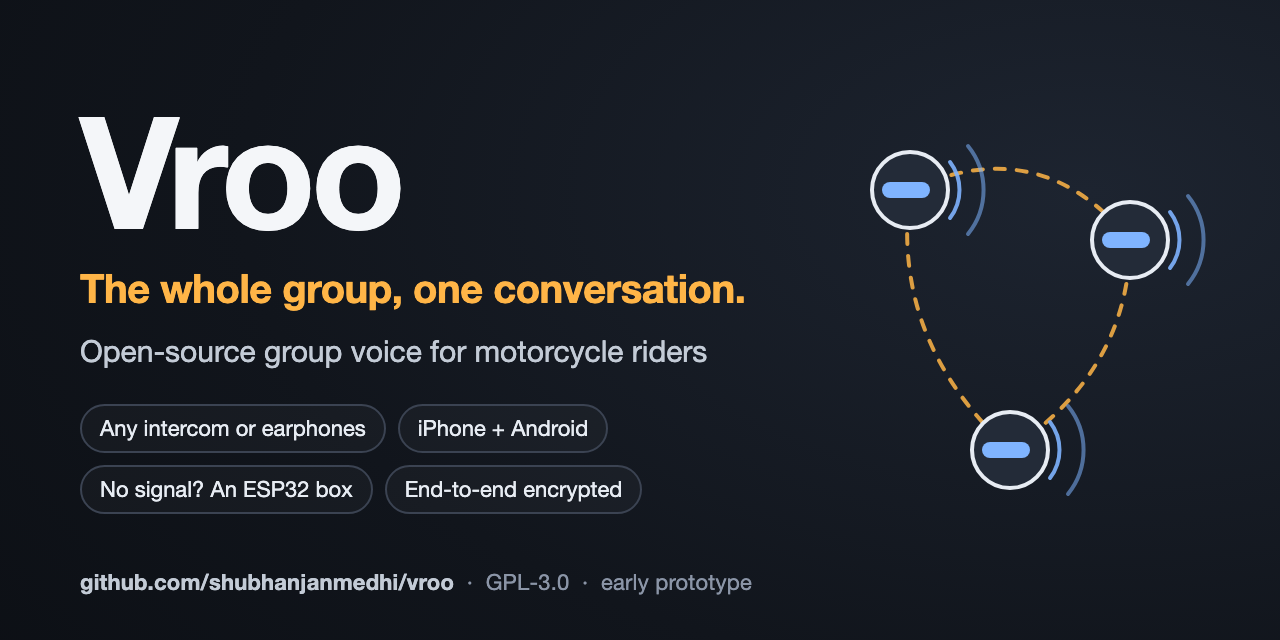 Vroo
The whole group, one conversation.
Open-source group voice for motorcycle riders
Any intercom or earphones
iPhone + Android
No signal? An ESP32 box
End-to-end encrypted
github.com/shubhanjanmedhi/vroo · GPL-3.0 · early prototype